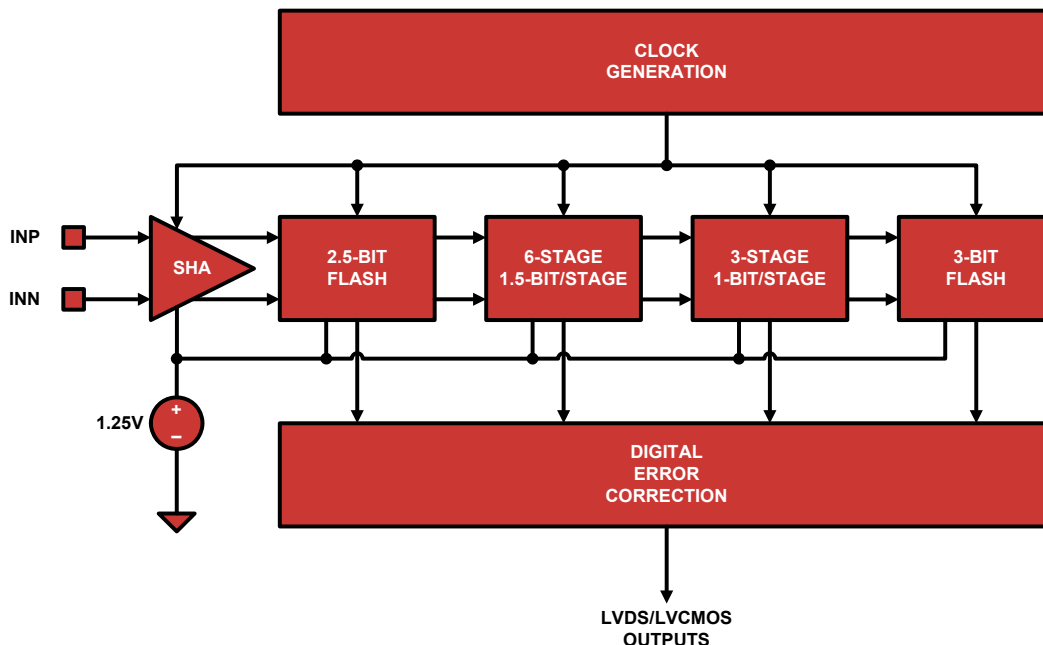 CLOCK
GENERATION
INP
INN
SHA
2.5-BIT
FLASH
6-STAGE
1.5-BIT/STAGE
3-STAGE
1-BIT/STAGE
3-BIT
FLASH
1.25V
+
–
DIGITAL
ERROR
CORRECTION
LVDS/LVCMOS
OUTPUTS